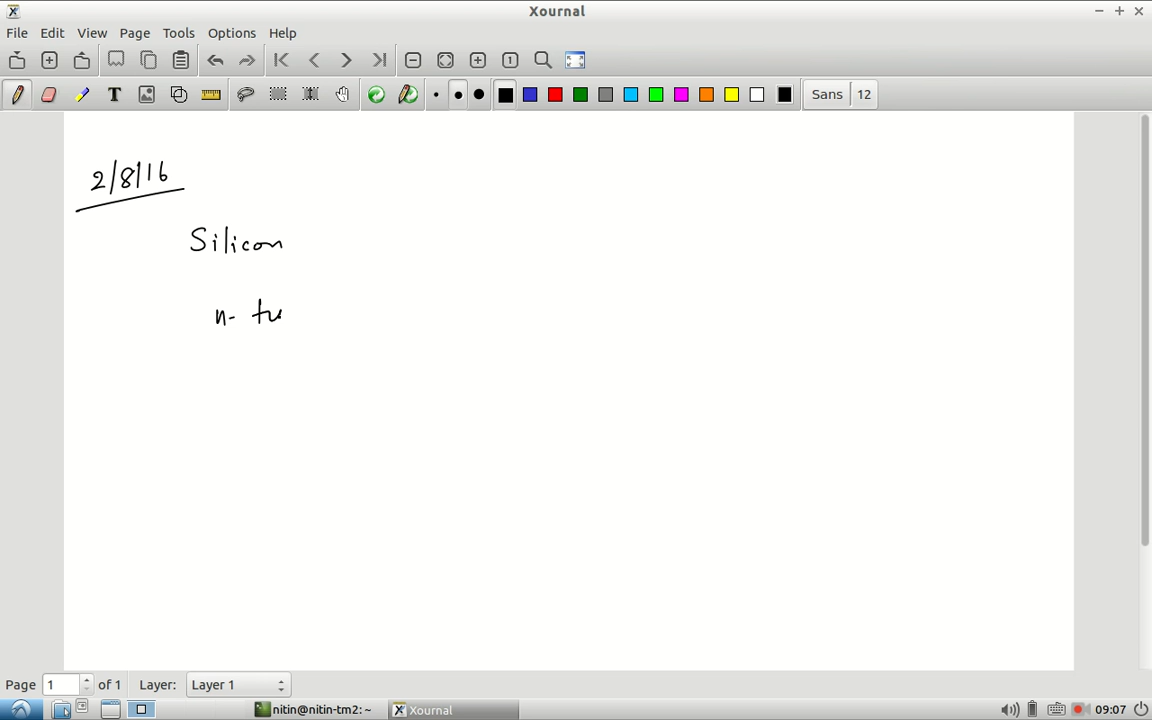 Xournal
File Edit View Page Tools Options Help
Sans 12
2/8/16
Silicon
n-
Page 1 of 1 Layer: Layer 1
nitin@nitin-tm2: ~ Xournal 09:07